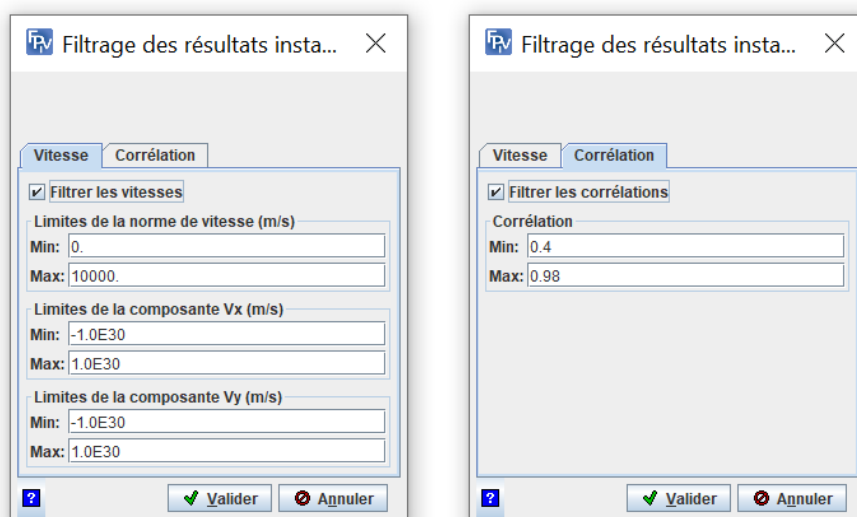 FPIV Filtrage des résultats insta...
Vitesse Corrélation
Filtrer les vitesses
Limites de la norme de vitesse (m/s)
Min: 0.
Max: 10000.
Limites de la composante Vx (m/s)
Min: -1.0E30
Max: 1.0E30
Limites de la composante Vy (m/s)
Min: -1.0E30
Max: 1.0E30
? Valider Annuler
FPIV Filtrage des résultats insta...
Vitesse Corrélation
Filtrer les corrélations
Corrélation
Min: 0.4
Max: 0.98
? Valider Annuler